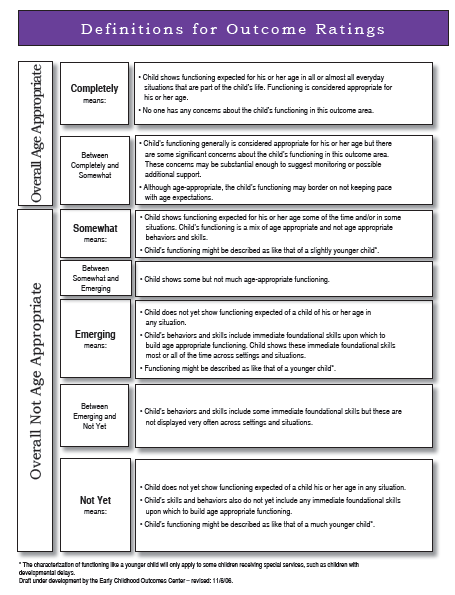 Definitions for Outcome Ratings
Overall Age Appropriate
Completely
means:
• Child shows functioning expected for his or her age in all or almost all everyday
situations that are part of the child's life. Functioning is considered appropriate for
his or her age.
• No one has any concerns about the child's functioning in this outcome area.
Between
Completely and
Somewhat
• Child's functioning generally is considered appropriate for his or her age but there
are some significant concerns about the child's functioning in this outcome area.
These concerns may be substantial enough to suggest monitoring or possible
additional support.
• Although age-appropriate, the child's functioning may border on not keeping pace
with age expectations.
Overall Not Age Appropriate
Somewhat
means:
• Child shows functioning expected for his or her age some of the time and/or in some
situations. Child's functioning is a mix of age appropriate and not age appropriate
behaviors and skills.
• Child's functioning might be described as like that of a slightly younger child*.
Between
Somewhat and
Emerging
• Child shows some but not much age-appropriate functioning.
Emerging
means:
• Child does not yet show functioning expected of a child of his or her age in
any situation.
• Child's behaviors and skills include immediate foundational skills upon which to
build age appropriate functioning. Child shows these immediate foundational skills
most or all of the time across settings and situations.
• Functioning might be described as like that of a younger child*.
Between
Emerging and
Not Yet
• Child's behaviors and skills include some immediate foundational skills but these are
not displayed very often across settings and situations.
Not Yet
means:
• Child does not yet show functioning expected of a child his or her age in any situation.
• Child's skills and behaviors also do not yet include any immediate foundational skills
upon which to build age appropriate functioning.
• Child's functioning might be described as like that of a much younger child*.
* The characterization of functioning like a younger child will only apply to some children receiving special services, such as children with
developmental delays.
Draft under development by the Early Childhood Outcomes Center – revised: 11/6/06.